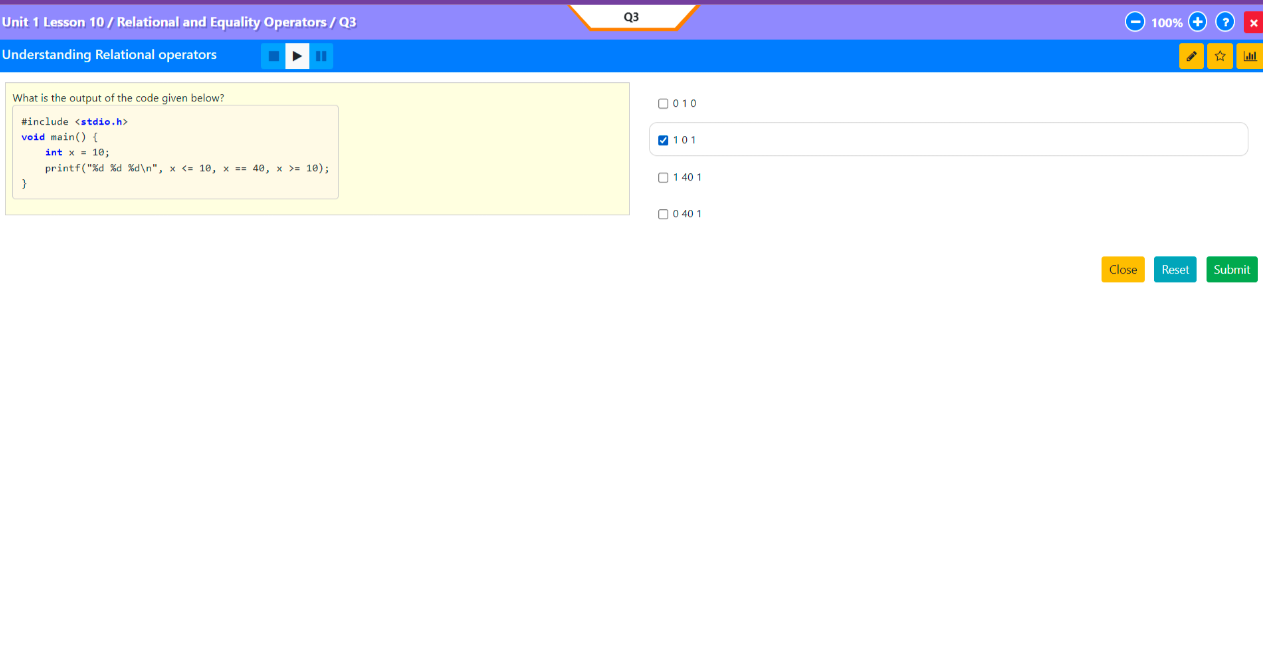 Q3
Unit 1 Lesson 10 / Relational and Equality Operators / Q3
100%
?
Understanding Relational operators
What is the output of the code given below?
#include <stdio.h>
void main() {
    int x = 10;
    printf("%d %d %d\n", x <= 10, x == 40, x >= 10);
}
0 1 0
1 0 1
1 40 1
0 40 1
Close Reset Submit